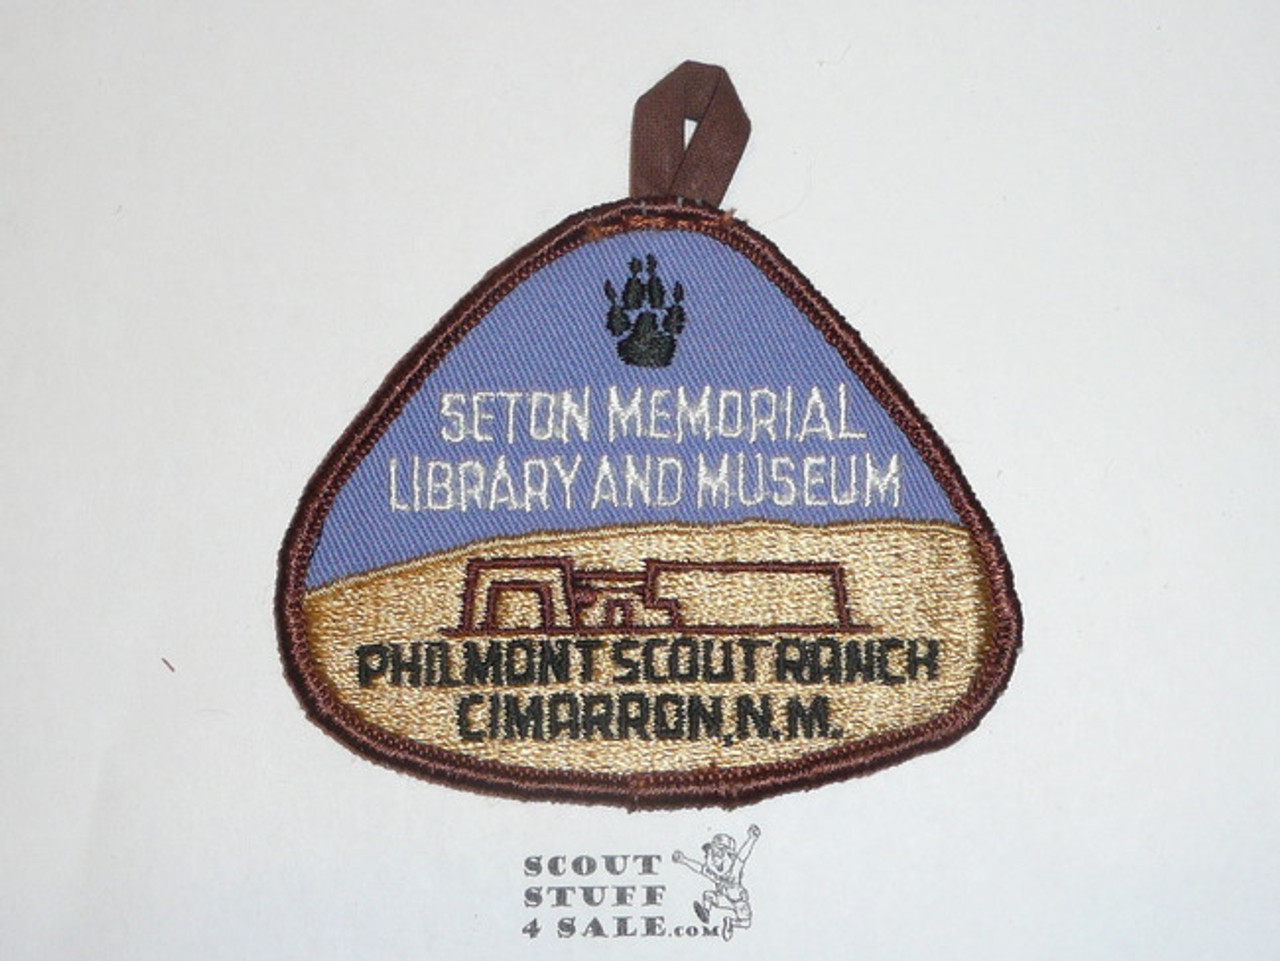 SETON MEMORIAL
LIBRARY AND MUSEUM
PHILMONT SCOUT RANCH
CIMARRON, N.M.
SCOUT
STUFF
4 SALE.COM